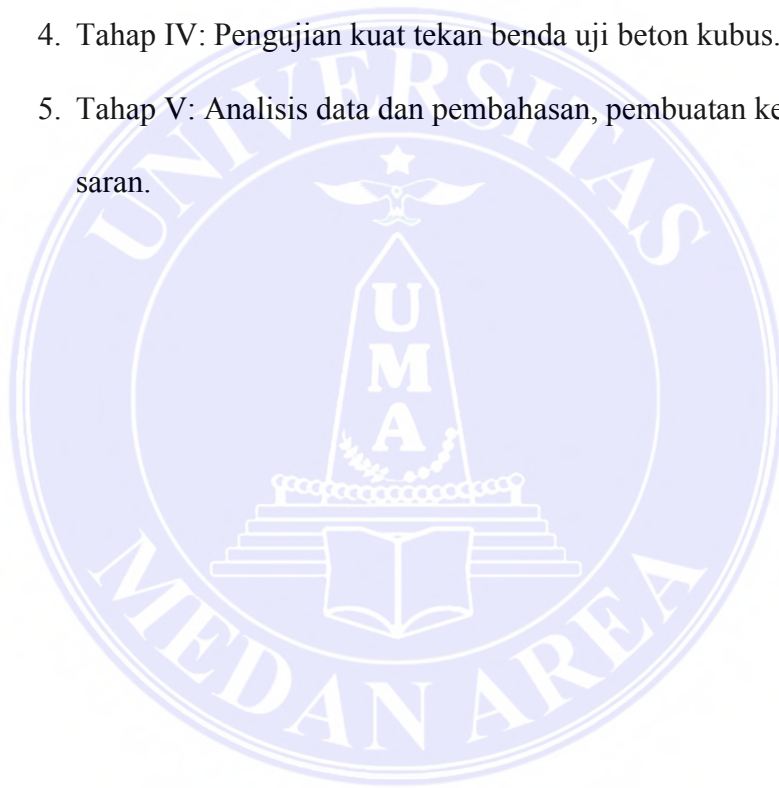 4. Tahap IV: Pengujian kuat tekan benda uji beton kubus.
5. Tahap V: Analisis data dan pembahasan, pembuatan ke
saran.
UNIVERSITAS
UMA
MEDAN AREA